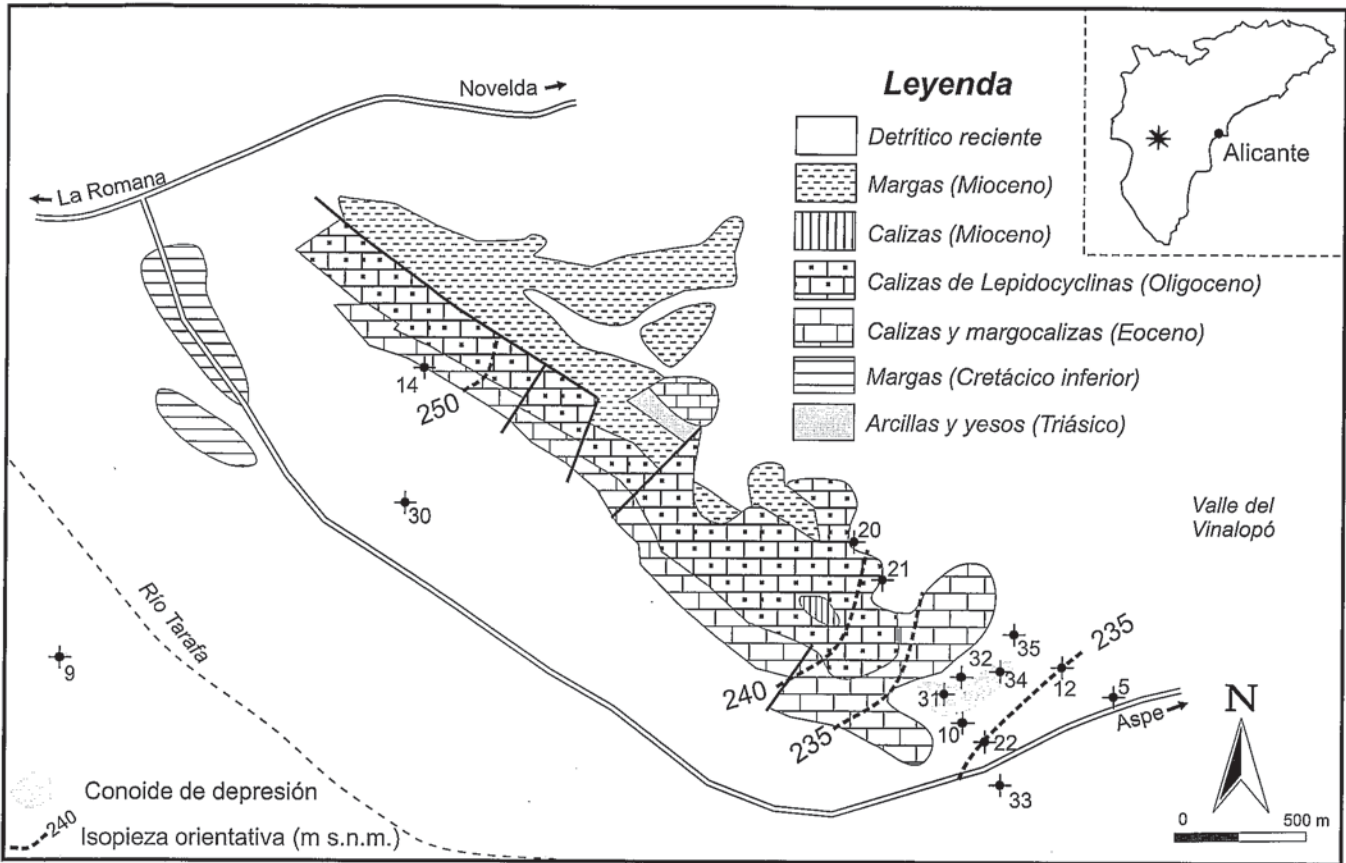 Novelda
La Romana
Leyenda
Detrítico reciente
Margas (Mioceno)
Calizas (Mioceno)
Calizas de Lepidocyclinas (Oligoceno)
Calizas y margocalizas (Eoceno)
Margas (Cretácico inferior)
Arcillas y yesos (Triásico)
Alicante
14
250
30
20
21
Valle del
Vinalopó
Río Tarafa
9
35
235
32
34
12
5
31
240
10
22
Aspe
235
33
N
Conoide de depresión
240
Isopieza orientativa (m s.n.m.)
0 500 m